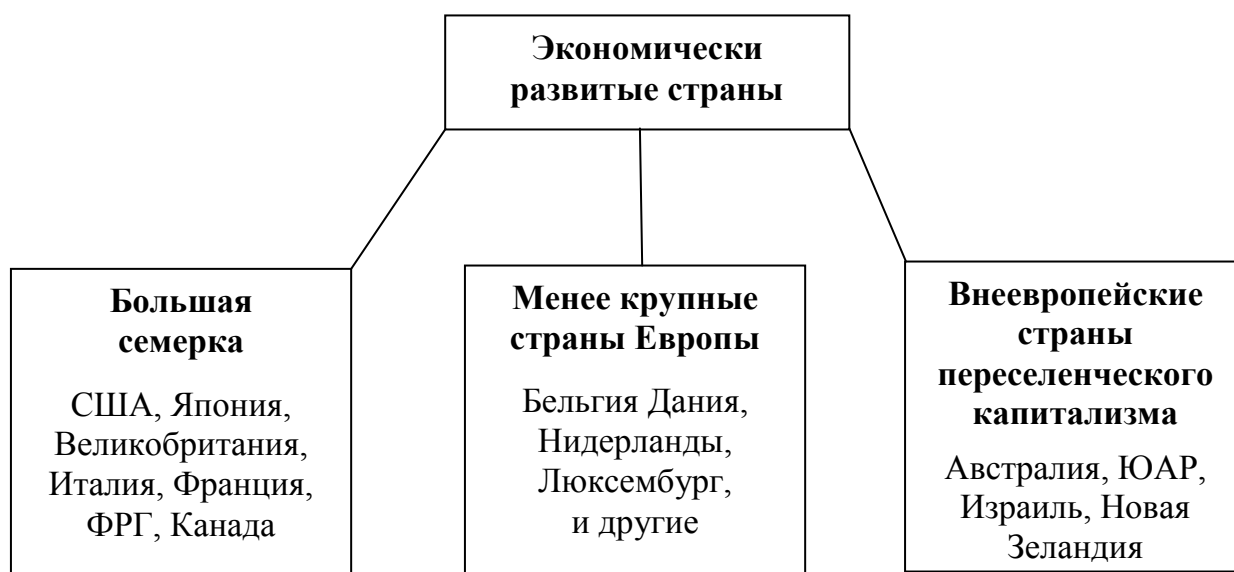 Экономически
развитые страны
Большая
семерка
США, Япония,
Великобритания,
Италия, Франция,
ФРГ, Канада
Менее крупные
страны Европы
Бельгия Дания,
Нидерланды,
Люксембург,
и другие
Внеевропейские
страны
переселенческого
капитализма
Австралия, ЮАР,
Израиль, Новая
Зеландия